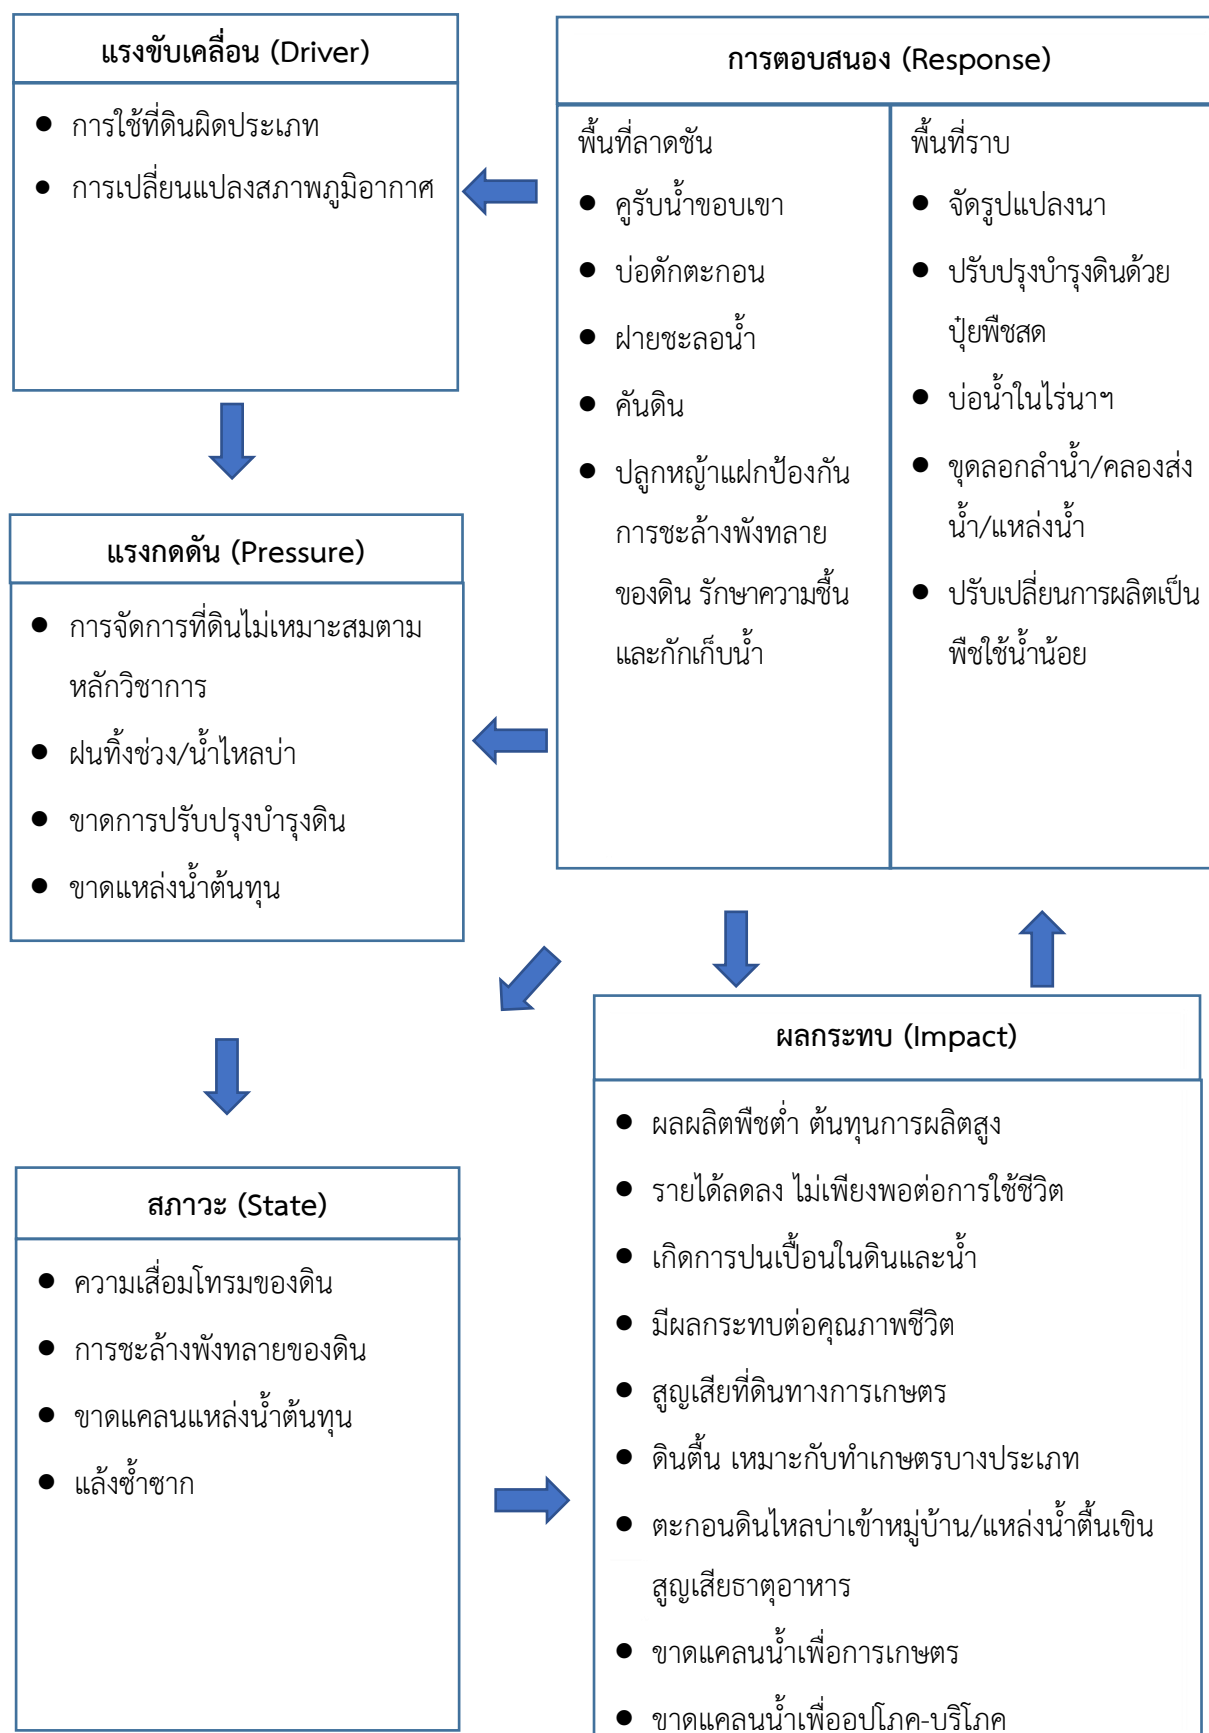 แรงขับเคลื่อน (Driver)
● การใช้ที่ดินผิดประเภท
● การเปลี่ยนแปลงสภาพภูมิอากาศ
การตอบสนอง (Response)
พื้นที่ลาดชัน
● คูรับน้ำขอบเขา
● บ่อดักตะกอน
● ฝายชะลอน้ำ
● คันดิน
● ปลูกหญ้าแฝกป้องกัน
การชะล้างพังทลาย
ของดิน รักษาความชื้น
และกักเก็บน้ำ
พื้นที่ราบ
● จัดรูปแปลงนา
● ปรับปรุงบำรุงดินด้วย
ปุ๋ยพืชสด
● บ่อน้ำในไร่นาฯ
● ขุดลอกลำน้ำ/คลองส่ง
น้ำ/แหล่งน้ำ
● ปรับเปลี่ยนการผลิตเป็น
พืชใช้น้ำน้อย
แรงกดดัน (Pressure)
● การจัดการที่ดินไม่เหมาะสมตาม
หลักวิชาการ
● ฝนทิ้งช่วง/น้ำไหลบ่า
● ขาดการปรับปรุงบำรุงดิน
● ขาดแหล่งน้ำต้นทุน
สภาวะ (State)
● ความเสื่อมโทรมของดิน
● การชะล้างพังทลายของดิน
● ขาดแคลนแหล่งน้ำต้นทุน
● แล้งซ้ำซาก
ผลกระทบ (Impact)
● ผลผลิตพืชต่ำ ต้นทุนการผลิตสูง
● รายได้ลดลง ไม่เพียงพอต่อการใช้ชีวิต
● เกิดการปนเปื้อนในดินและน้ำ
● มีผลกระทบต่อคุณภาพชีวิต
● สูญเสียที่ดินทางการเกษตร
● ดินตื้น เหมาะกับทำเกษตรบางประเภท
● ตะกอนดินไหลบ่าเข้าหมู่บ้าน/แหล่งน้ำตื้นเขิน
สูญเสียธาตุอาหาร
● ขาดแคลนน้ำเพื่อการเกษตร
● ขาดแคลนน้ำเพื่ออุปโภค-บริโภค